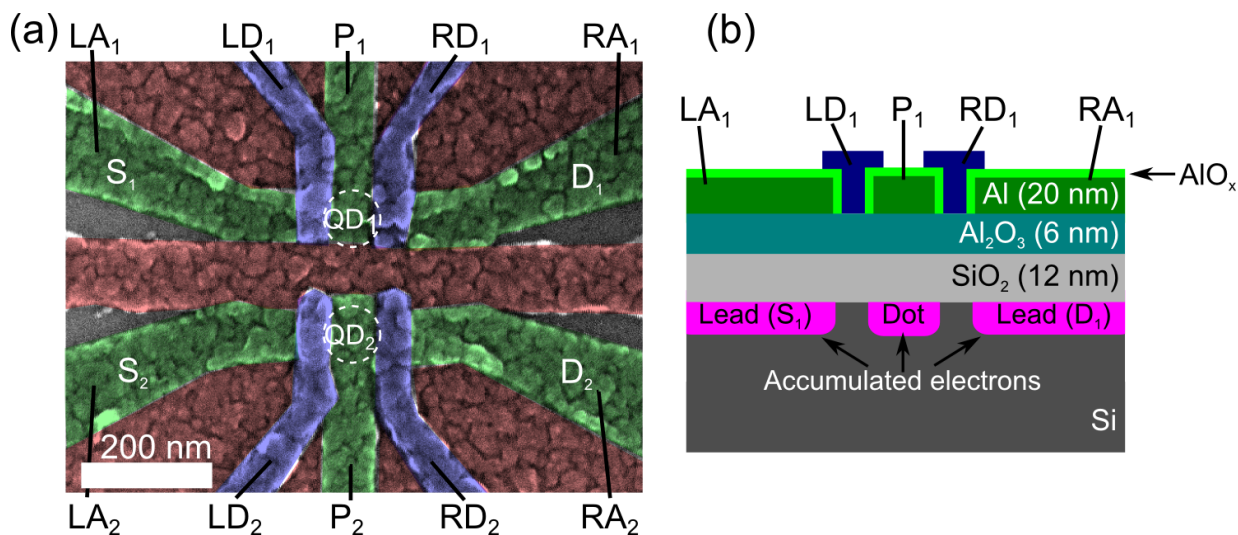 (a)
LA₁ LD₁ P₁ RD₁ RA₁
S₁ D₁
QD₁
QD₂
S₂ D₂
200 nm
LA₂ LD₂ P₂ RD₂ RA₂
(b)
LA₁ LD₁ P₁ RD₁ RA₁
AlOₓ
Al (20 nm)
Al₂O₃ (6 nm)
SiO₂ (12 nm)
Lead (S₁) Dot Lead (D₁)
Accumulated electrons
Si